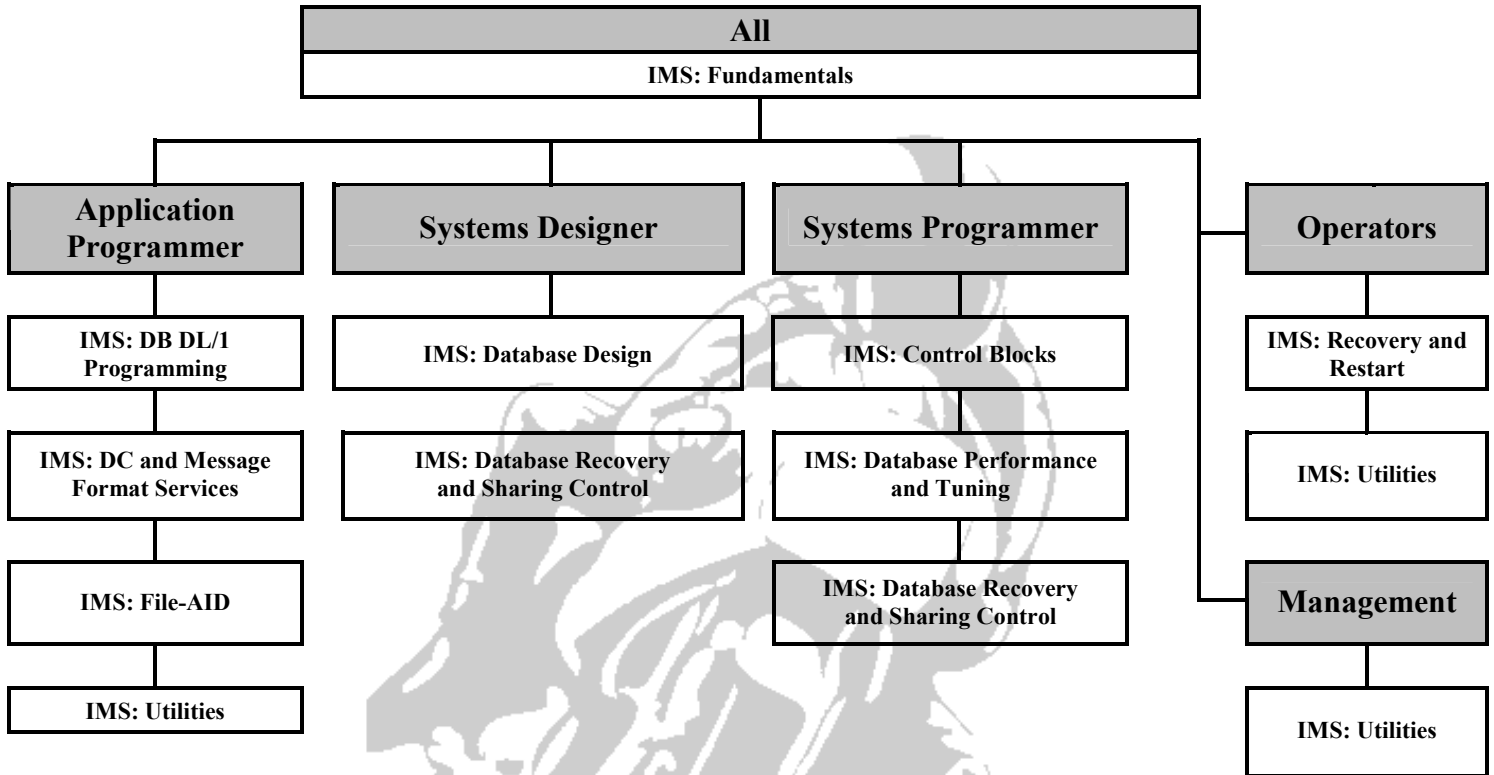 All
IMS: Fundamentals
Application
Programmer
IMS: DB DL/1
Programming
IMS: DC and Message
Format Services
IMS: File-AID
IMS: Utilities
Systems Designer
IMS: Database Design
IMS: Database Recovery
and Sharing Control
Systems Programmer
IMS: Control Blocks
IMS: Database Performance
and Tuning
IMS: Database Recovery
and Sharing Control
Operators
IMS: Recovery and
Restart
IMS: Utilities
Management
IMS: Utilities